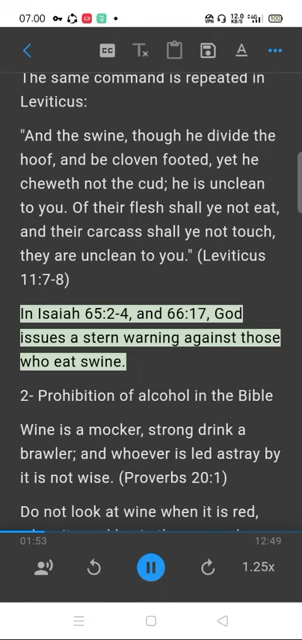 07.00
12.0 KB/S
4G
CC
A
The same command is repeated in
Leviticus:
"And the swine, though he divide the
hoof, and be cloven footed, yet he
cheweth not the cud; he is unclean
to you. Of their flesh shall ye not eat,
and their carcass shall ye not touch,
they are unclean to you." (Leviticus
11:7-8)
In Isaiah 65:2-4, and 66:17, God
issues a stern warning against those
who eat swine.
2- Prohibition of alcohol in the Bible
Wine is a mocker, strong drink a
brawler; and whoever is led astray by
it is not wise. (Proverbs 20:1)
Do not look at wine when it is red,
01:53
12:49
1.25x